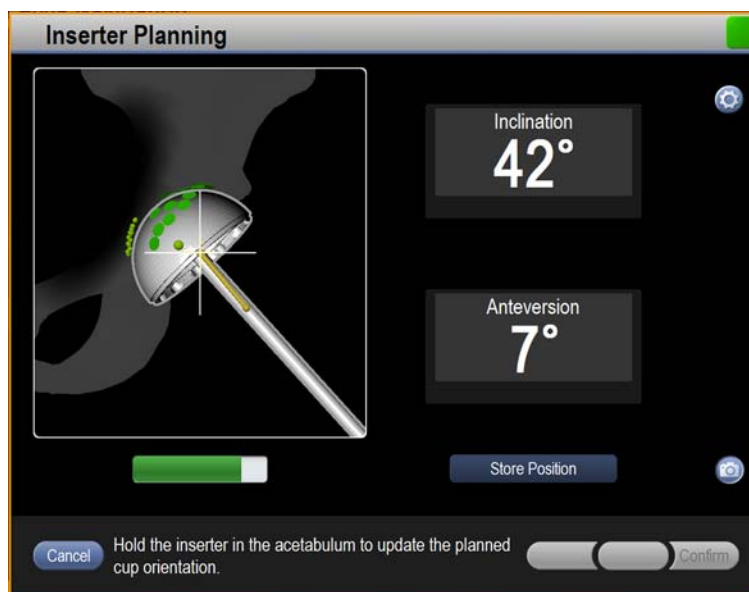 Inserter Planning
Inclination
42°
Anteversion
7°
Store Position
Cancel
Hold the inserter in the acetabulum to update the planned
cup orientation.
Confirm